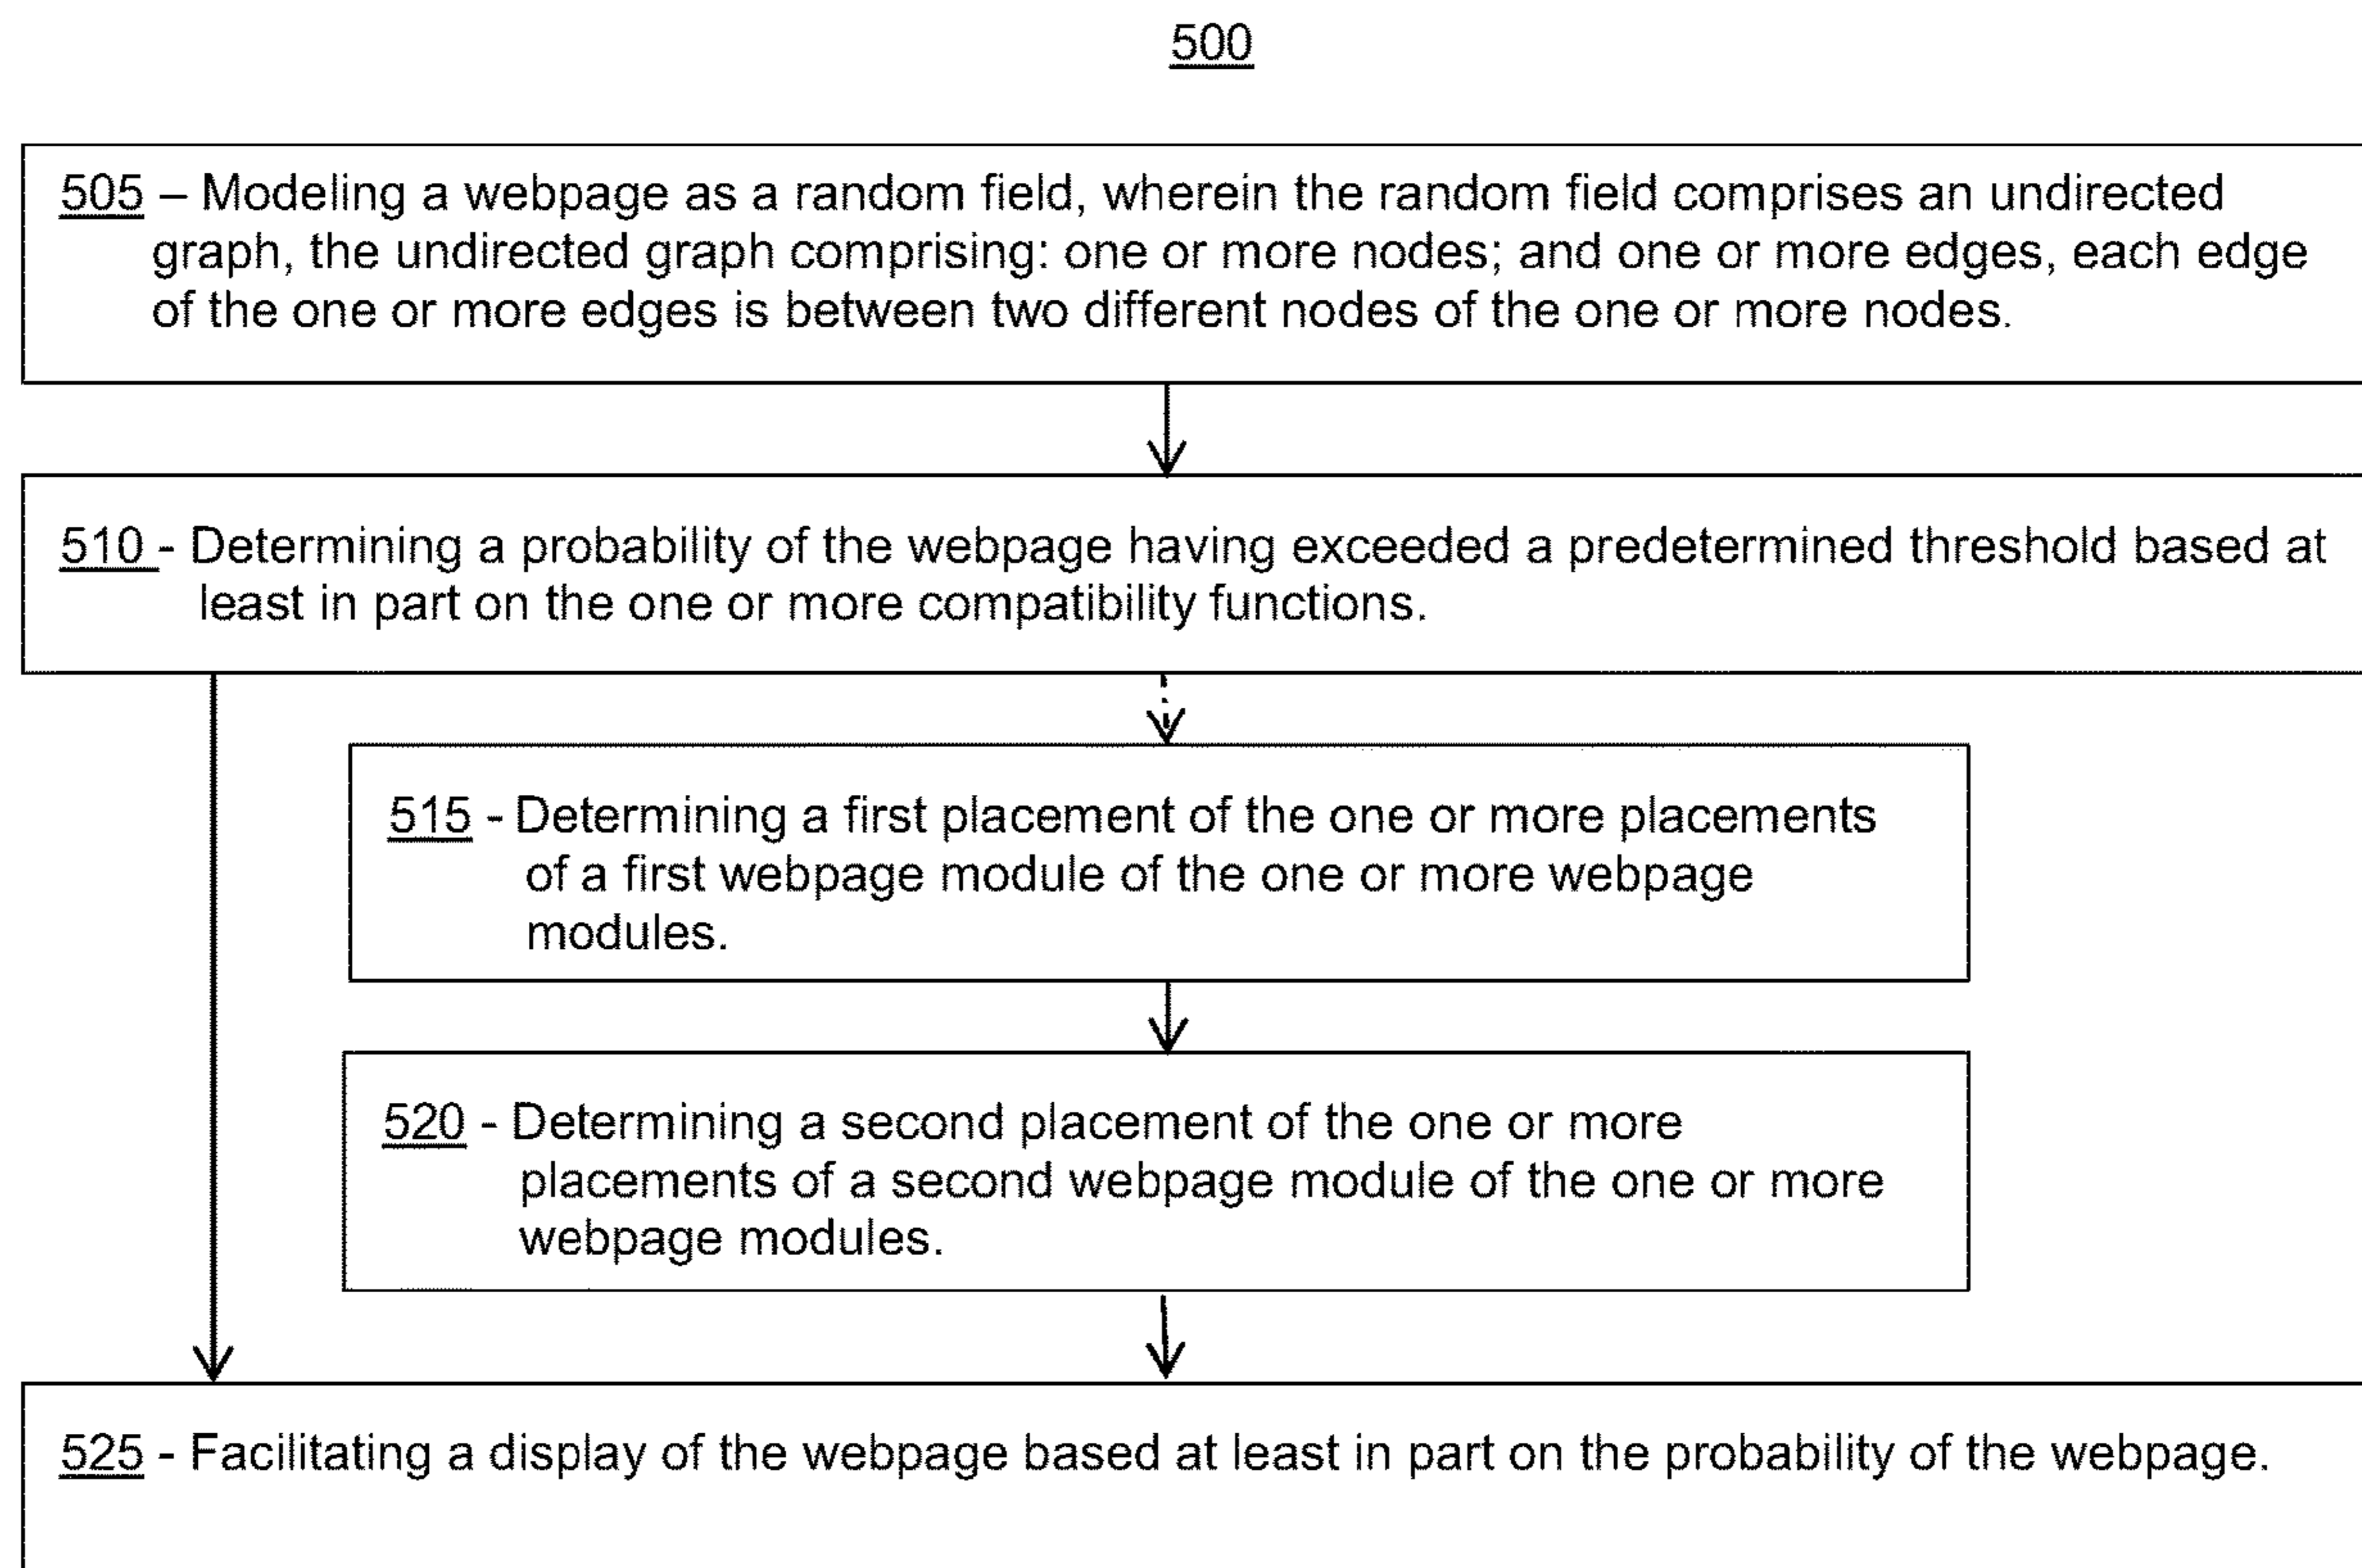 500
505 – Modeling a webpage as a random field, wherein the random field comprises an undirected
graph, the undirected graph comprising: one or more nodes; and one or more edges, each edge
of the one or more edges is between two different nodes of the one or more nodes.
510 - Determining a probability of the webpage having exceeded a predetermined threshold based at
least in part on the one or more compatibility functions.
515 - Determining a first placement of the one or more placements
of a first webpage module of the one or more webpage
modules.
520 - Determining a second placement of the one or more
placements of a second webpage module of the one or more
webpage modules.
525 - Facilitating a display of the webpage based at least in part on the probability of the webpage.